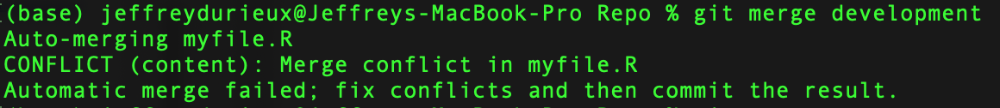 (base) jeffreydurieux@Jeffreys-MacBook-Pro Repo % git merge development
Auto-merging myfile.R
CONFLICT (content): Merge conflict in myfile.R
Automatic merge failed; fix conflicts and then commit the result.